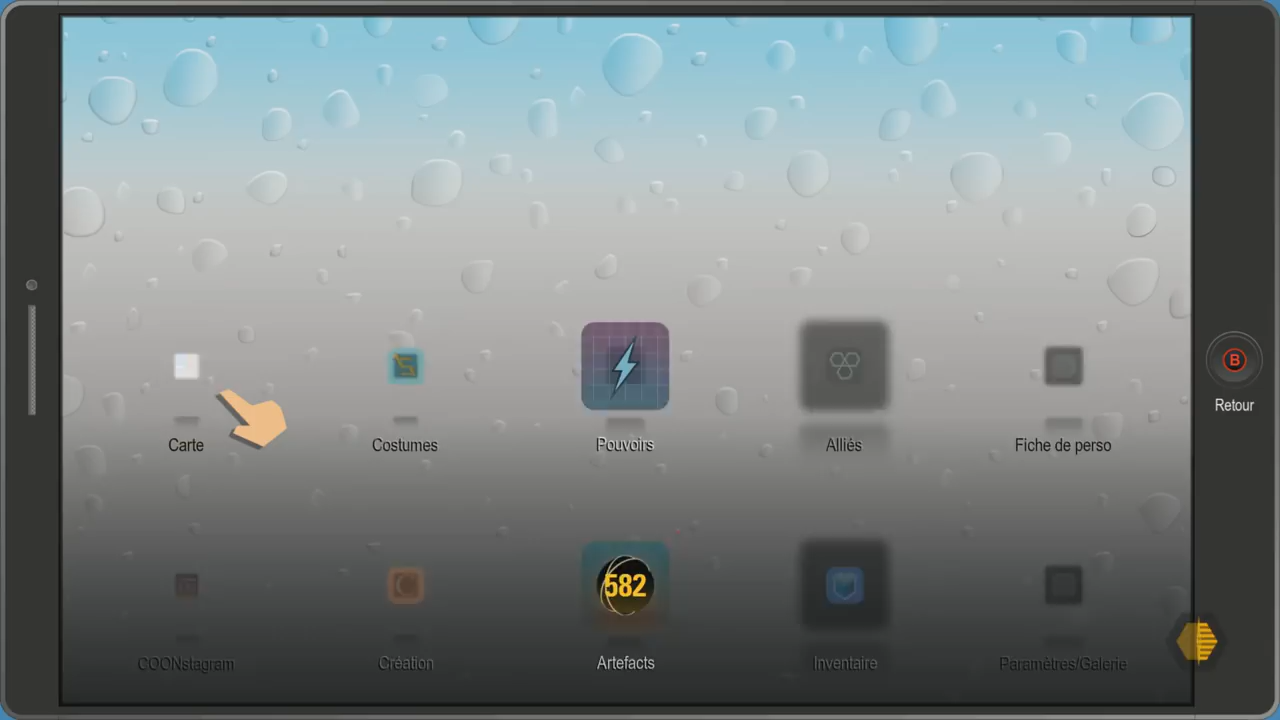 Carte
Costumes
Pouvoirs
Alliés
Fiche de perso
B
Retour
582
COONstagram
Création
Artefacts
Inventaire
Paramètres/Galerie